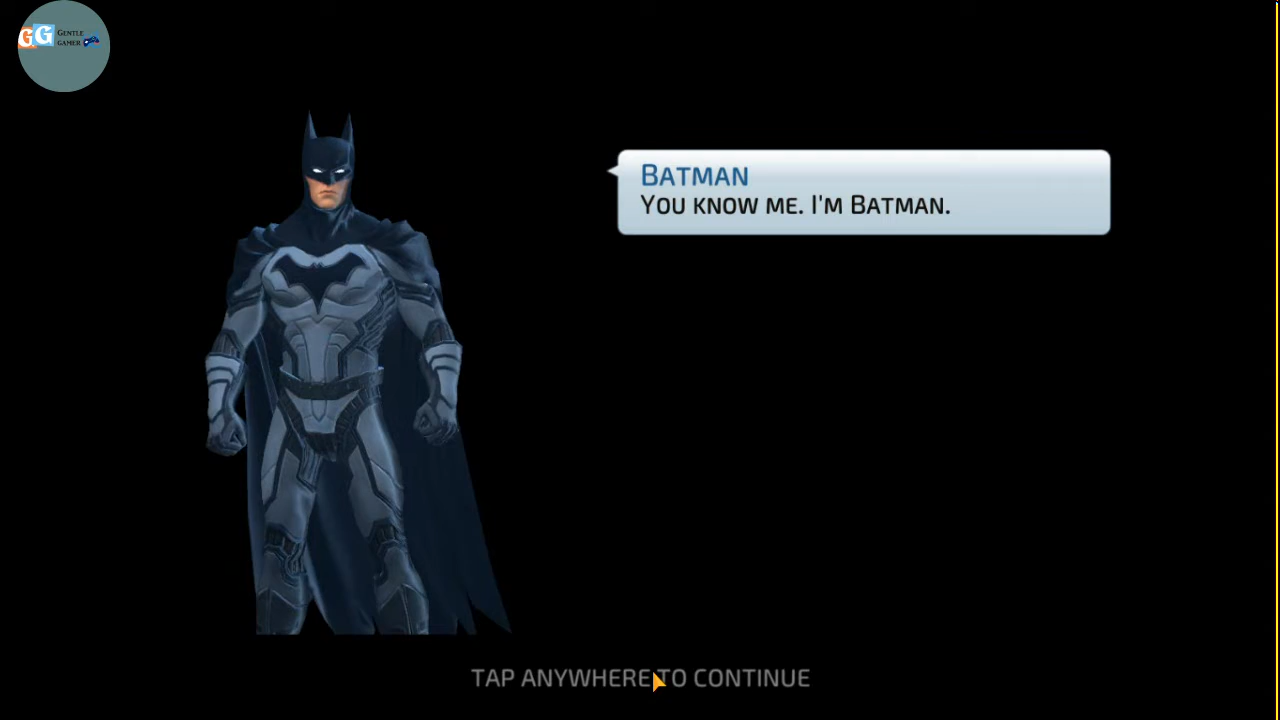 GG GENTLE
GAMER
BATMAN
YOU KNOW ME. I'M BATMAN.
TAP ANYWHERE TO CONTINUE